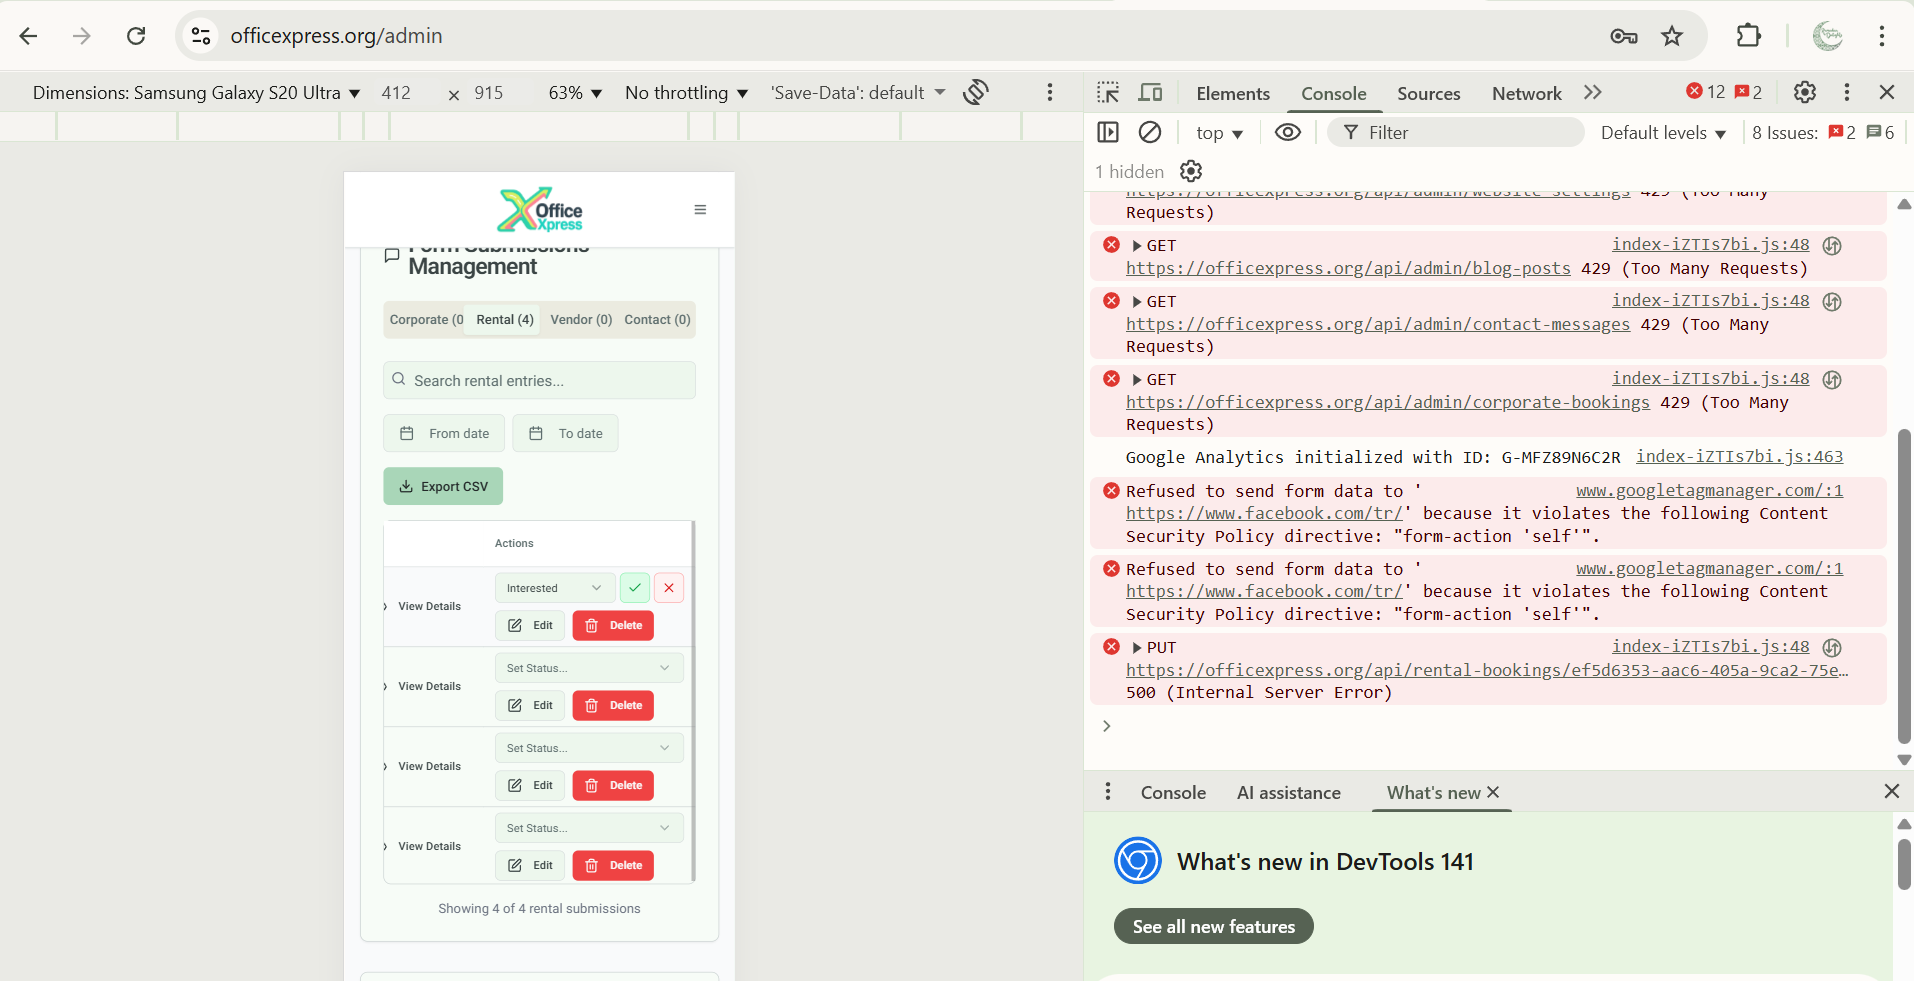 officexpress.org/admin
Dimensions: Samsung Galaxy S20 Ultra 412 × 915 63% No throttling 'Save-Data': default
Office
Xpress
Form Submissions
Management
Corporate (0 Rental (4) Vendor (0) Contact (0)
Search rental entries...
From date To date
Export CSV
Actions
View Details Interested
Edit Delete
View Details Set Status...
Edit Delete
View Details Set Status...
Edit Delete
View Details Set Status...
Edit Delete
Showing 4 of 4 rental submissions
Elements Console Sources Network 12 2
top Filter Default levels 8 Issues: 2 6
1 hidden
https://officexpress.org/api/admin/website-settings 429 (Too Many
Requests)
GET index-iZTIs7bi.js:48
https://officexpress.org/api/admin/blog-posts 429 (Too Many Requests)
GET index-iZTIs7bi.js:48
https://officexpress.org/api/admin/contact-messages 429 (Too Many
Requests)
GET index-iZTIs7bi.js:48
https://officexpress.org/api/admin/corporate-bookings 429 (Too Many
Requests)
Google Analytics initialized with ID: G-MFZ89N6C2R index-iZTIs7bi.js:463
Refused to send form data to ' www.googletagmanager.com/:1
https://www.facebook.com/tr/' because it violates the following Content
Security Policy directive: "form-action 'self'".
Refused to send form data to ' www.googletagmanager.com/:1
https://www.facebook.com/tr/' because it violates the following Content
Security Policy directive: "form-action 'self'".
PUT index-iZTIs7bi.js:48
https://officexpress.org/api/rental-bookings/ef5d6353-aac6-405a-9ca2-75e…
500 (Internal Server Error)
Console AI assistance What's new
What's new in DevTools 141
See all new features